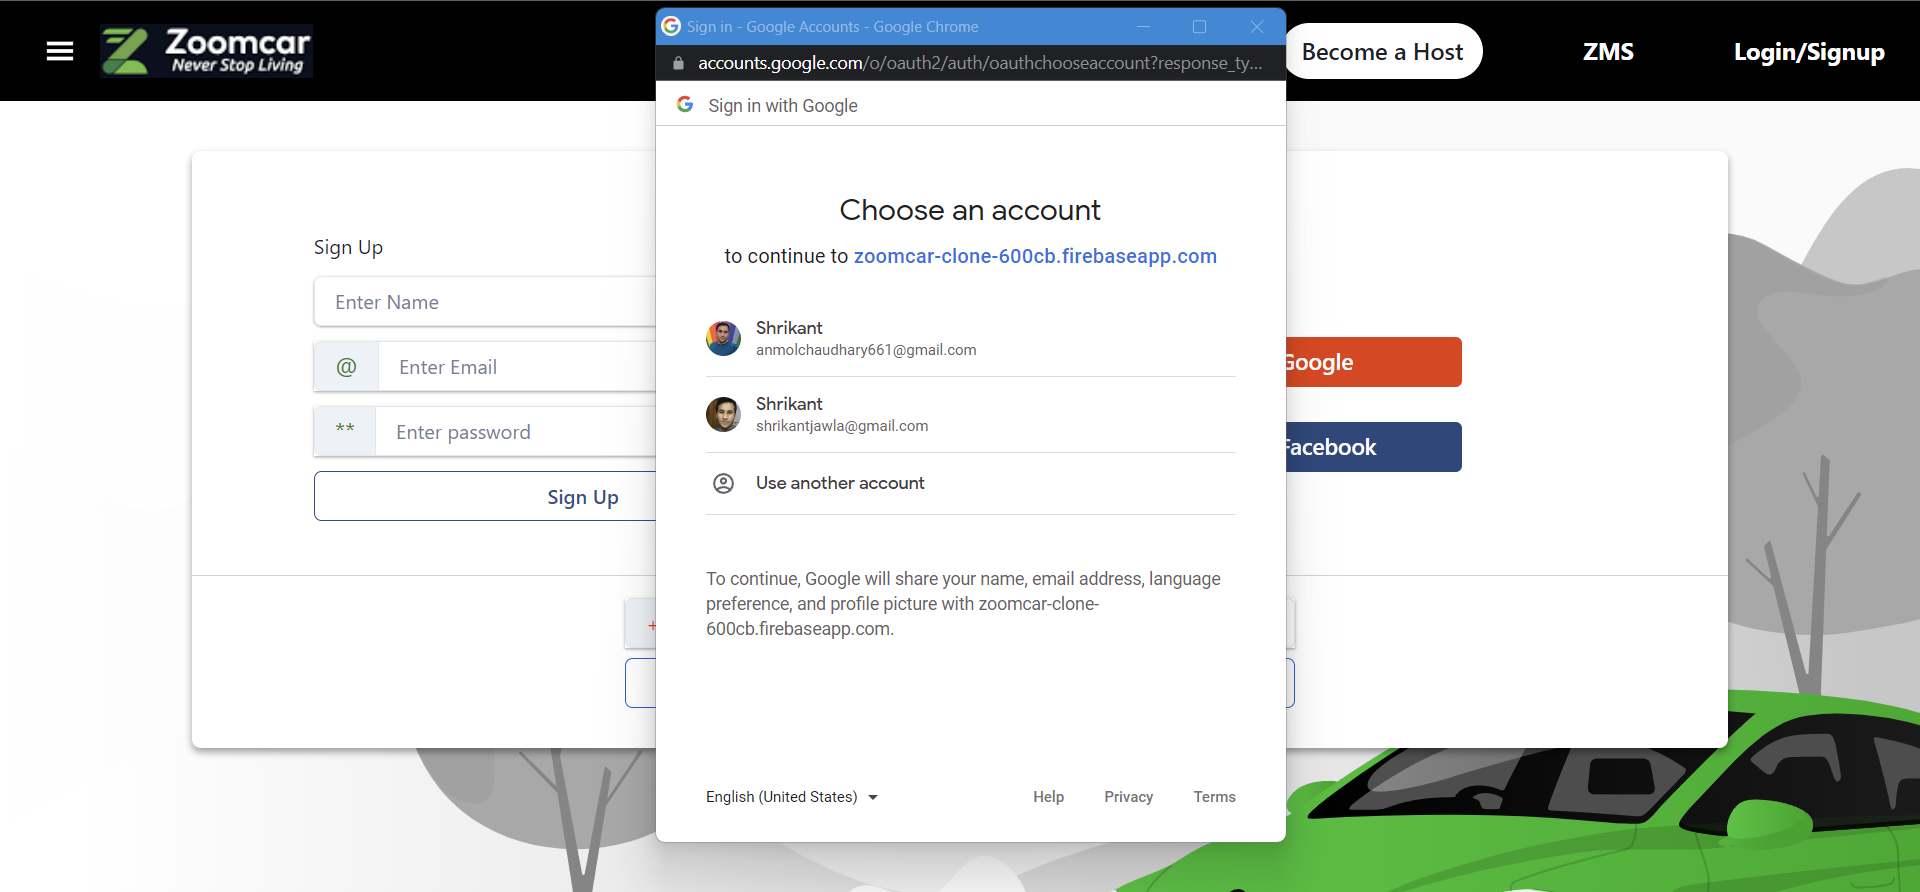 Zoomcar
Never Stop Living
Become a Host
ZMS
Login/Signup
Sign in - Google Accounts - Google Chrome
accounts.google.com/o/oauth2/auth/oauthchooseaccount?response_ty...
Sign in with Google
Choose an account
to continue to zoomcar-clone-600cb.firebaseapp.com
Shrikant
anmolchaudhary661@gmail.com
Shrikant
shrikantjawla@gmail.com
Use another account
To continue, Google will share your name, email address, language
preference, and profile picture with zoomcar-clone-
600cb.firebaseapp.com.
English (United States)
Help
Privacy
Terms
Sign Up
Enter Name
@
Enter Email
**
Enter password
Sign Up
Google
Facebook
+